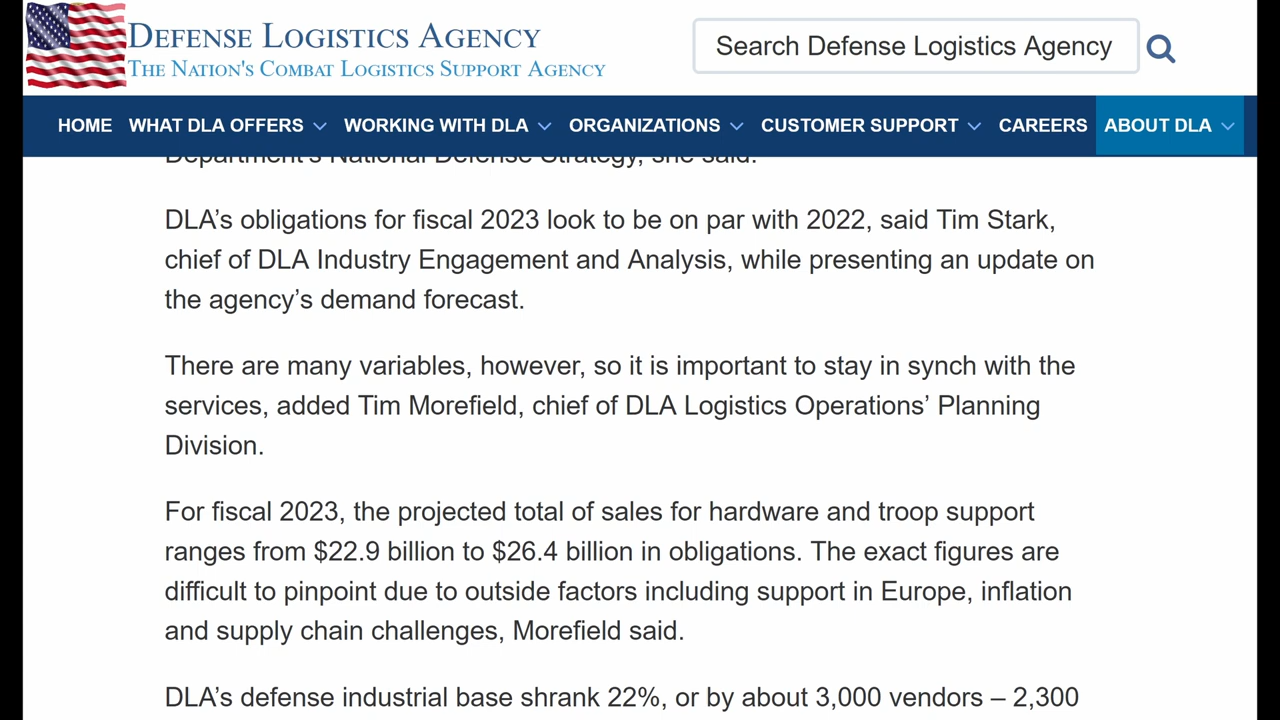 DEFENSE LOGISTICS AGENCY
THE NATION'S COMBAT LOGISTICS SUPPORT AGENCY
Search Defense Logistics Agency
HOME WHAT DLA OFFERS WORKING WITH DLA ORGANIZATIONS CUSTOMER SUPPORT CAREERS ABOUT DLA
Department's National Defense Strategy, she said.
DLA’s obligations for fiscal 2023 look to be on par with 2022, said Tim Stark,
chief of DLA Industry Engagement and Analysis, while presenting an update on
the agency’s demand forecast.
There are many variables, however, so it is important to stay in synch with the
services, added Tim Morefield, chief of DLA Logistics Operations’ Planning
Division.
For fiscal 2023, the projected total of sales for hardware and troop support
ranges from $22.9 billion to $26.4 billion in obligations. The exact figures are
difficult to pinpoint due to outside factors including support in Europe, inflation
and supply chain challenges, Morefield said.
DLA’s defense industrial base shrank 22%, or by about 3,000 vendors – 2,300